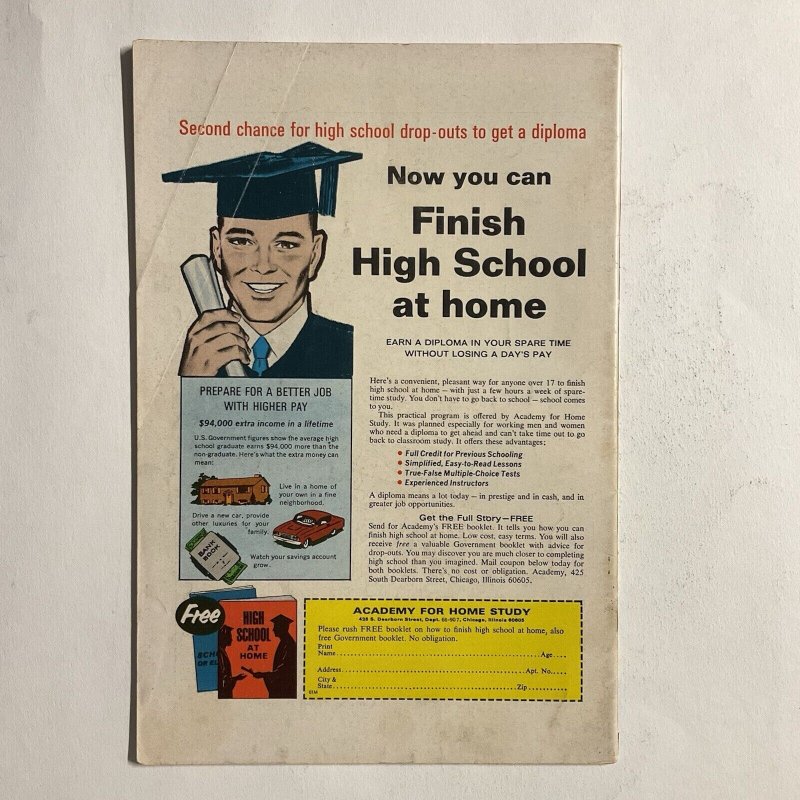 Second chance for high school drop-outs to get a diploma
Now you can
Finish
High School
at home
EARN A DIPLOMA IN YOUR SPARE TIME
WITHOUT LOSING A DAY'S PAY
Here's a convenient, pleasant way for anyone over 17 to finish
high school at home — with just a few hours a week of spare-
time study. You don't have to go back to school — school comes
to you.
This practical program is offered by Academy for Home
Study. It was planned especially for working men and women
who need a diploma to get ahead and can't take time out to go
back to classroom study. It offers these advantages:
• Full Credit for Previous Schooling
• Simplified, Easy-to-Read Lessons
• True-False Multiple-Choice Tests
• Experienced Instructors
A diploma means a lot today — in prestige and in cash, and in
greater job opportunities.
Get the Full Story—FREE
Send for Academy's FREE booklet. It tells you how you can
finish high school at home. Low cost, easy terms. You will also
receive free a valuable Government booklet with advice for
drop-outs. You may discover you are much closer to completing
high school than you imagined. Mail coupon below today for
both booklets. There's no cost or obligation. Academy, 425
South Dearborn Street, Chicago, Illinois 60605.
PREPARE FOR A BETTER JOB
WITH HIGHER PAY
$94,000 extra income in a lifetime
U.S. Government figures show the average high
school graduate earns $94,000 more than the
non-graduate. Here's what the extra money can
mean:
Live in a home of
your own in a fine
neighborhood.
Drive a new car, provide
other luxuries for your
family.
BANK
BOOK
Watch your savings account
grow.
Free
HIGH
SCHOOL
AT
HOME
SCHO
OR EL
ACADEMY FOR HOME STUDY
425 S. Dearborn Street, Dept. Chicago, Illinois 60605
Please rush FREE booklet on how to finish high school at home, also
free Government booklet. No obligation.
Print
Name Age
Address Apt. No.
City &
State Zip